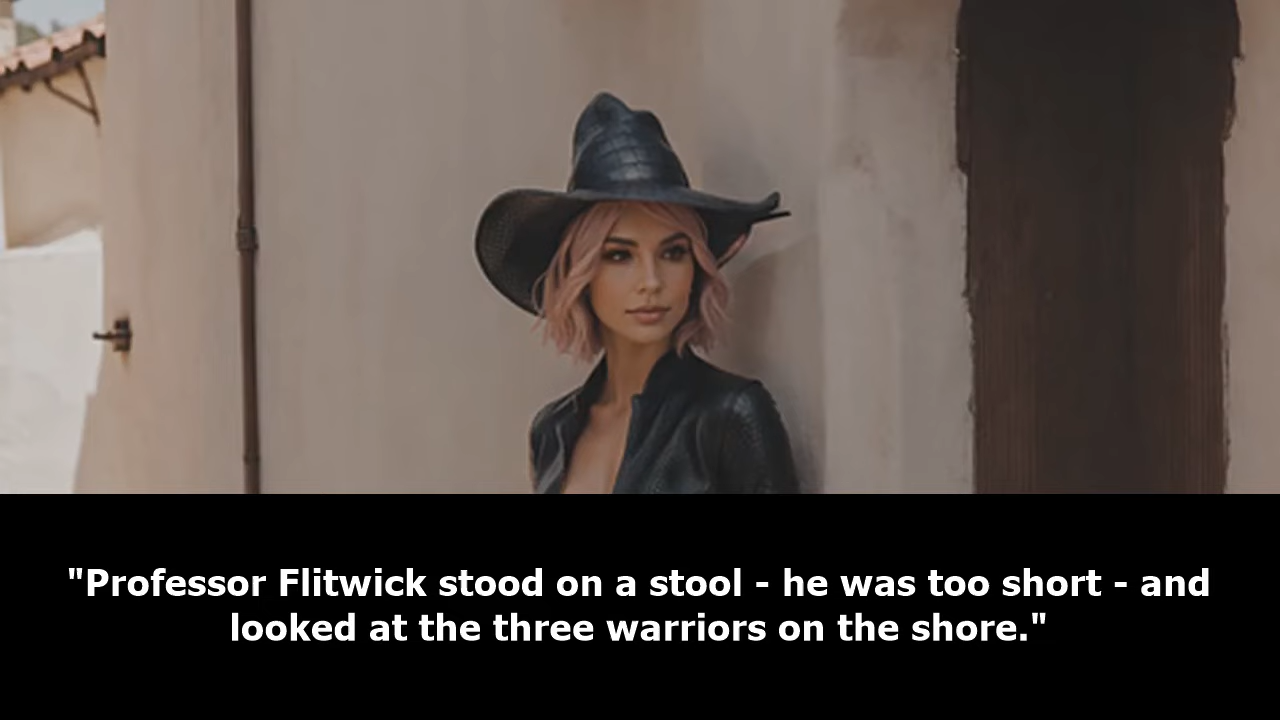 "Professor Flitwick stood on a stool - he was too short - and
looked at the three warriors on the shore."